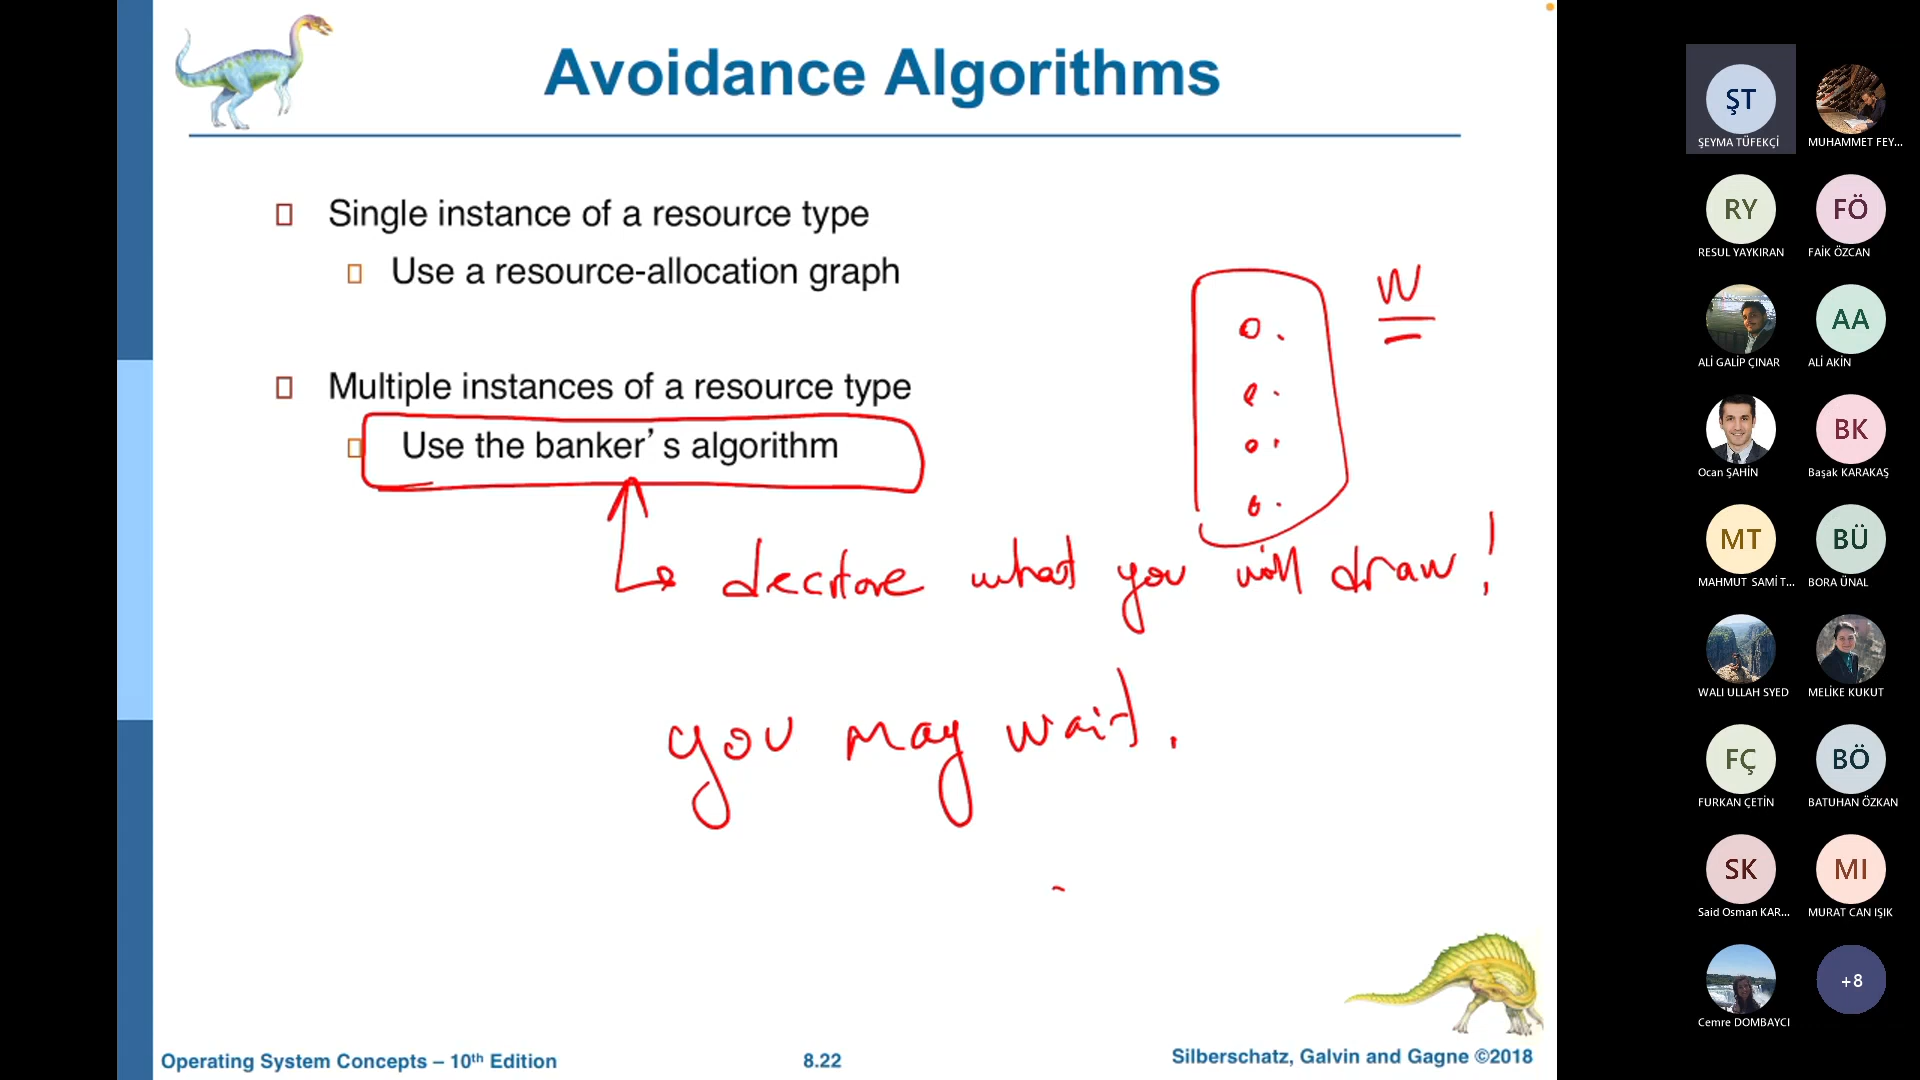 Avoidance Algorithms
Single instance of a resource type
Use a resource-allocation graph
Multiple instances of a resource type
Use the banker's algorithm
W
what you will draw!
you may wait.
Operating System Concepts – 10th Edition
8.22
Silberschatz, Galvin and Gagne ©2018
ŞT
ŞEYMA TÜFEKÇİ
MUHAMMET FEY...
RY
RESUL YAYKIRAN
FÖ
FAİK ÖZCAN
ALİ GALİP ÇINAR
AA
ALİ AKİN
Ocan ŞAHİN
BK
Başak KARAKAŞ
MT
MAHMUT SAMİ T...
BÜ
BORA ÜNAL
WALI ULLAH SYED
MELİKE KUKUT
FÇ
FURKAN ÇETİN
BÖ
BATUHAN ÖZKAN
SK
Said Osman KAR...
MI
MURAT CAN IŞIK
Cemre DOMBAYCI
+8